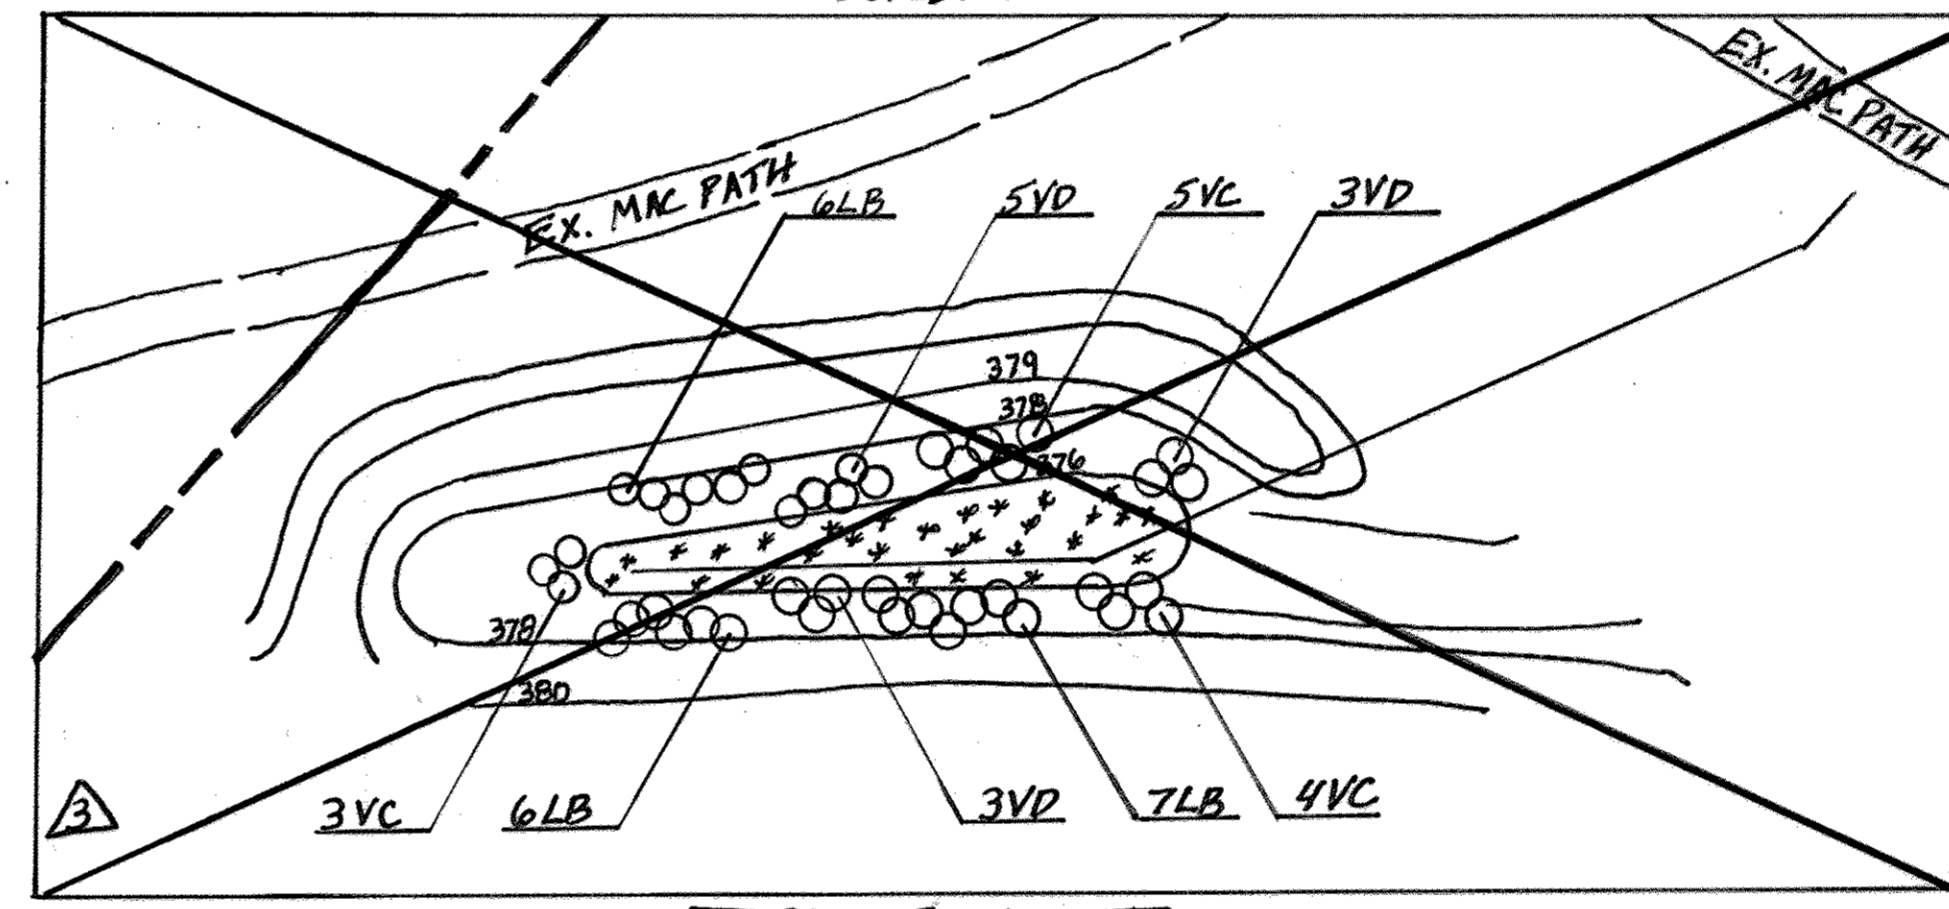 EX. MAC PATH
EX. MAC PATH
6LB
5VD
5VC
3VD
379
378
376
378
380
3
3VC
6LB
3VD
7LB
4VC